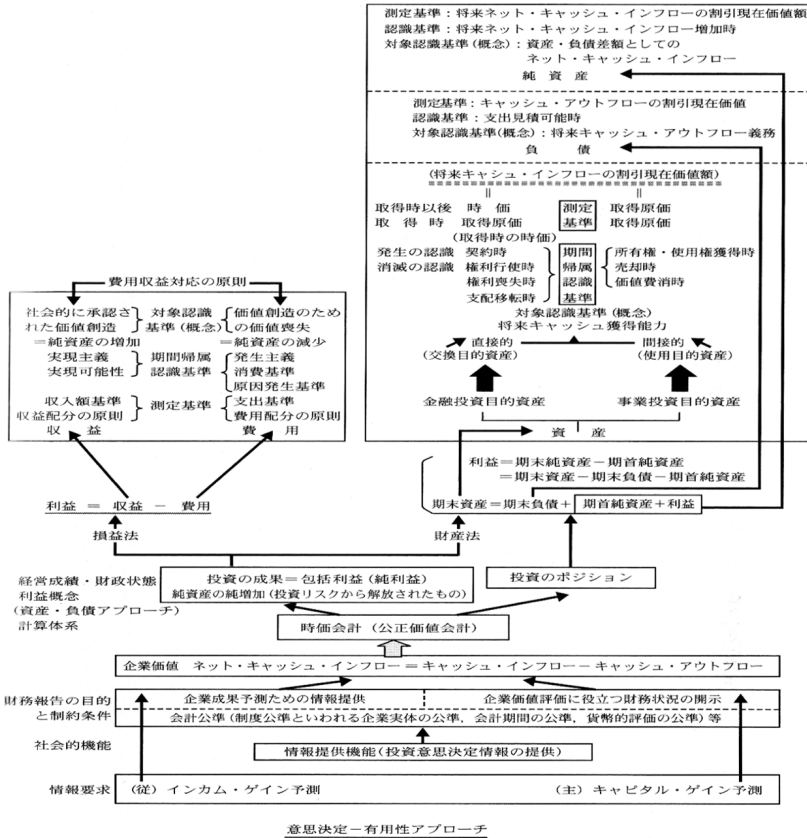 測定基準：将来ネット・キャッシュ・インフローの割引現在価値額
認識基準：将来ネット・キャッシュ・インフロー増加時
対象認識基準(概念)：資産・負債差額としての
ネット・キャッシュ・インフロー
純資産
測定基準：キャッシュ・アウトフローの割引現在価値
認識基準：支出見積可能時
対象認識基準(概念)：将来キャッシュ・アウトフロー義務
負債
(将来キャシュ・インフローの割引現在価値額)
＝ ＝
取得時以後 時価 測定 取得原価
取得時 取得原価 基準 取得原価
(取得時の時価)
発生の認識 契約時 期間 所有権・使用権獲得時
消滅の認識 権利行使時 帰属 売却時
権利喪失時 認識 価値費消時
支配移転時 基準
対象認識基準(概念)
将来キャッシュ獲得能力
直接的 間接的
(交換目的資産) (使用目的資産)
金融投資目的資産 事業投資目的資産
資産
費用収益対応の原則
社会的に承認さ 対象認識 価値創造のため
れた価値創造 基準(概念) の価値喪失
＝純資産の増加 ＝純資産の減少
実現主義 期間帰属 発生主義
実現可能性 認識基準 消費基準
原因発生基準
収入額基準 測定基準 支出基準
収益配分の原則 費用配分の原則
収益 費用
利益＝期末純資産－期首純資産
＝期末資産－期末負債－期首純資産
期末資産＝期末負債＋期首純資産＋利益
利益 ＝ 収益 － 費用
損益法 財産法
経営成績・財政状態
利益概念
(資産・負債アプローチ)
計算体系
投資の成果＝包括利益(純利益)
純資産の純増加(投資リスクから解放されたもの)
投資のポジション
時価会計(公正価値会計)
企業価値 ネット・キャッシュ・インフロー＝キャッシュ・インフロー－キャッシュ・アウトフロー
財務報告の目的
と制約条件
企業成果予測ための情報提供 企業価値評価に役立つ財務状況の開示
会計公準(制度公準といわれる企業実体の公準，会計期間の公準，貨幣的評価の公準)等
社会的機能
情報提供機能(投資意思決定情報の提供)
情報要求 (従)インカム・ゲイン予測 (主)キャピタル・ゲイン予測
意思決定－有用性アプローチ